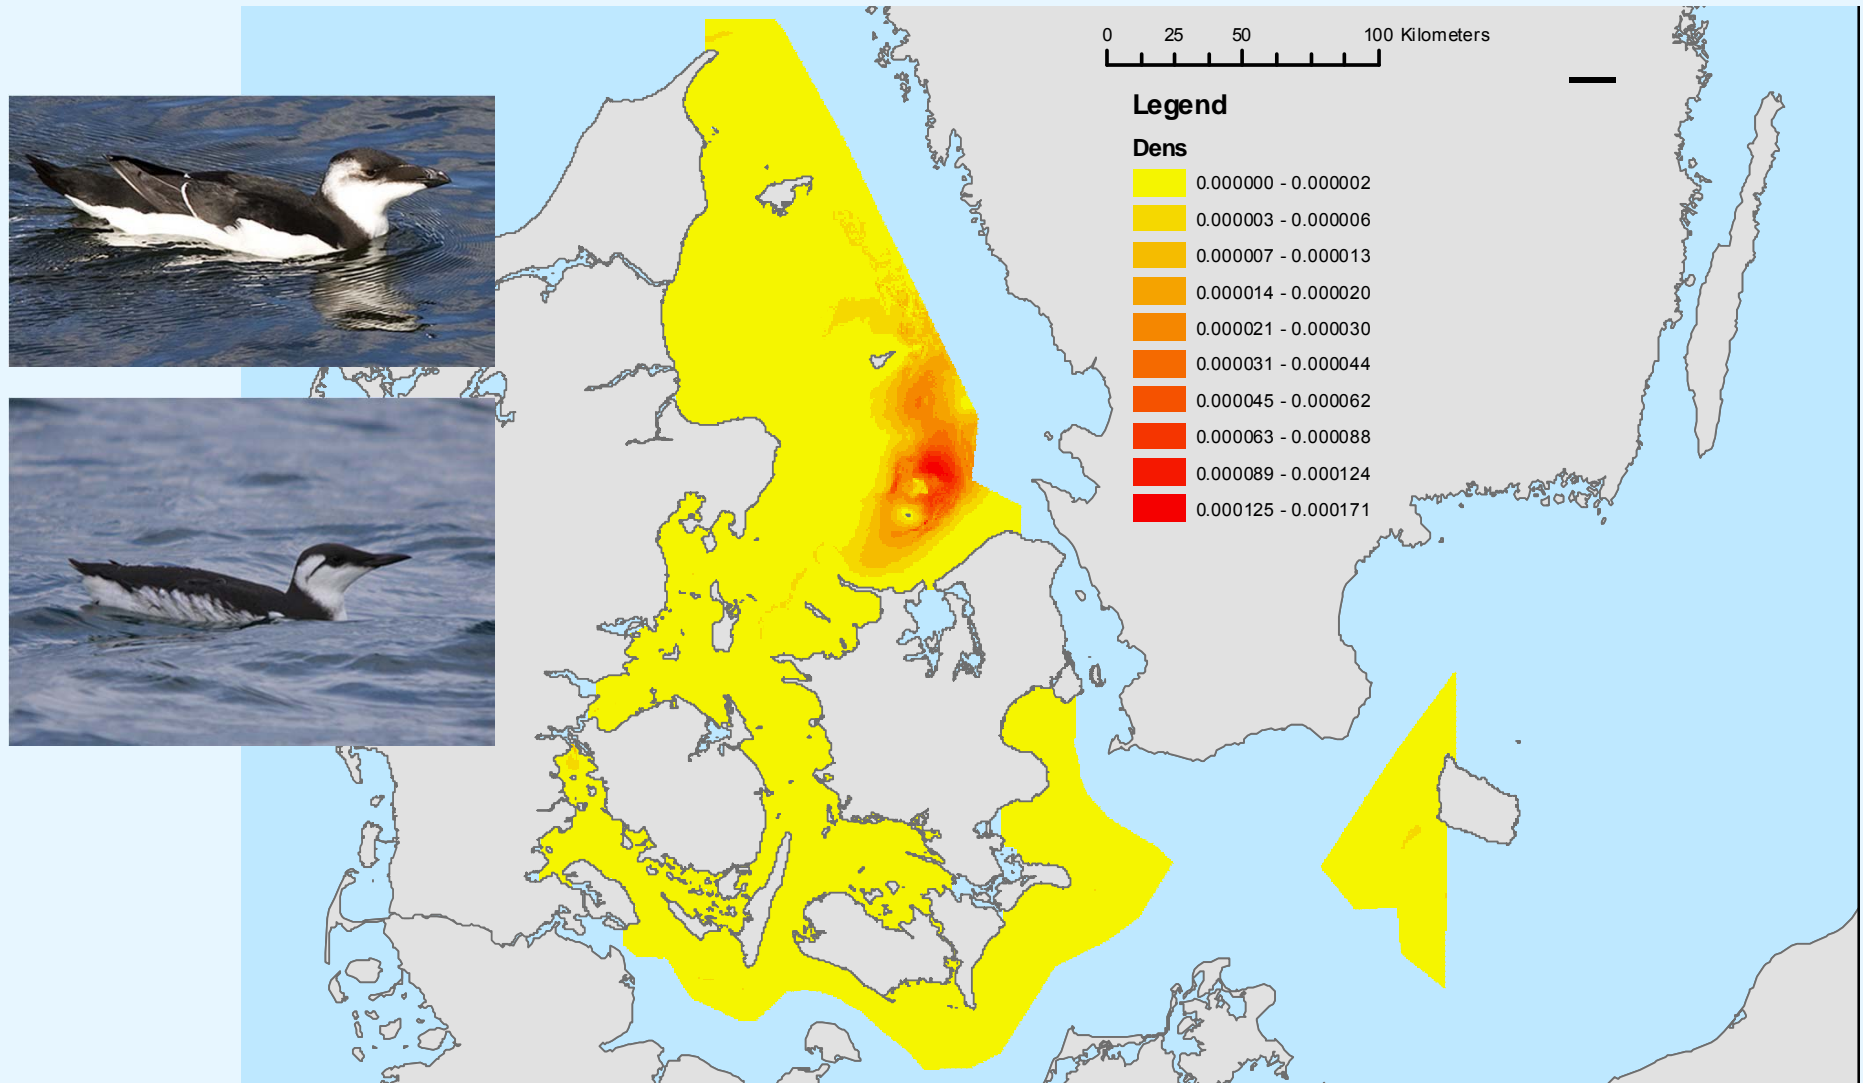 0 25 50 100 Kilometers
Legend
Dens
0.000000 - 0.000002
0.000003 - 0.000006
0.000007 - 0.000013
0.000014 - 0.000020
0.000021 - 0.000030
0.000031 - 0.000044
0.000045 - 0.000062
0.000063 - 0.000088
0.000089 - 0.000124
0.000125 - 0.000171